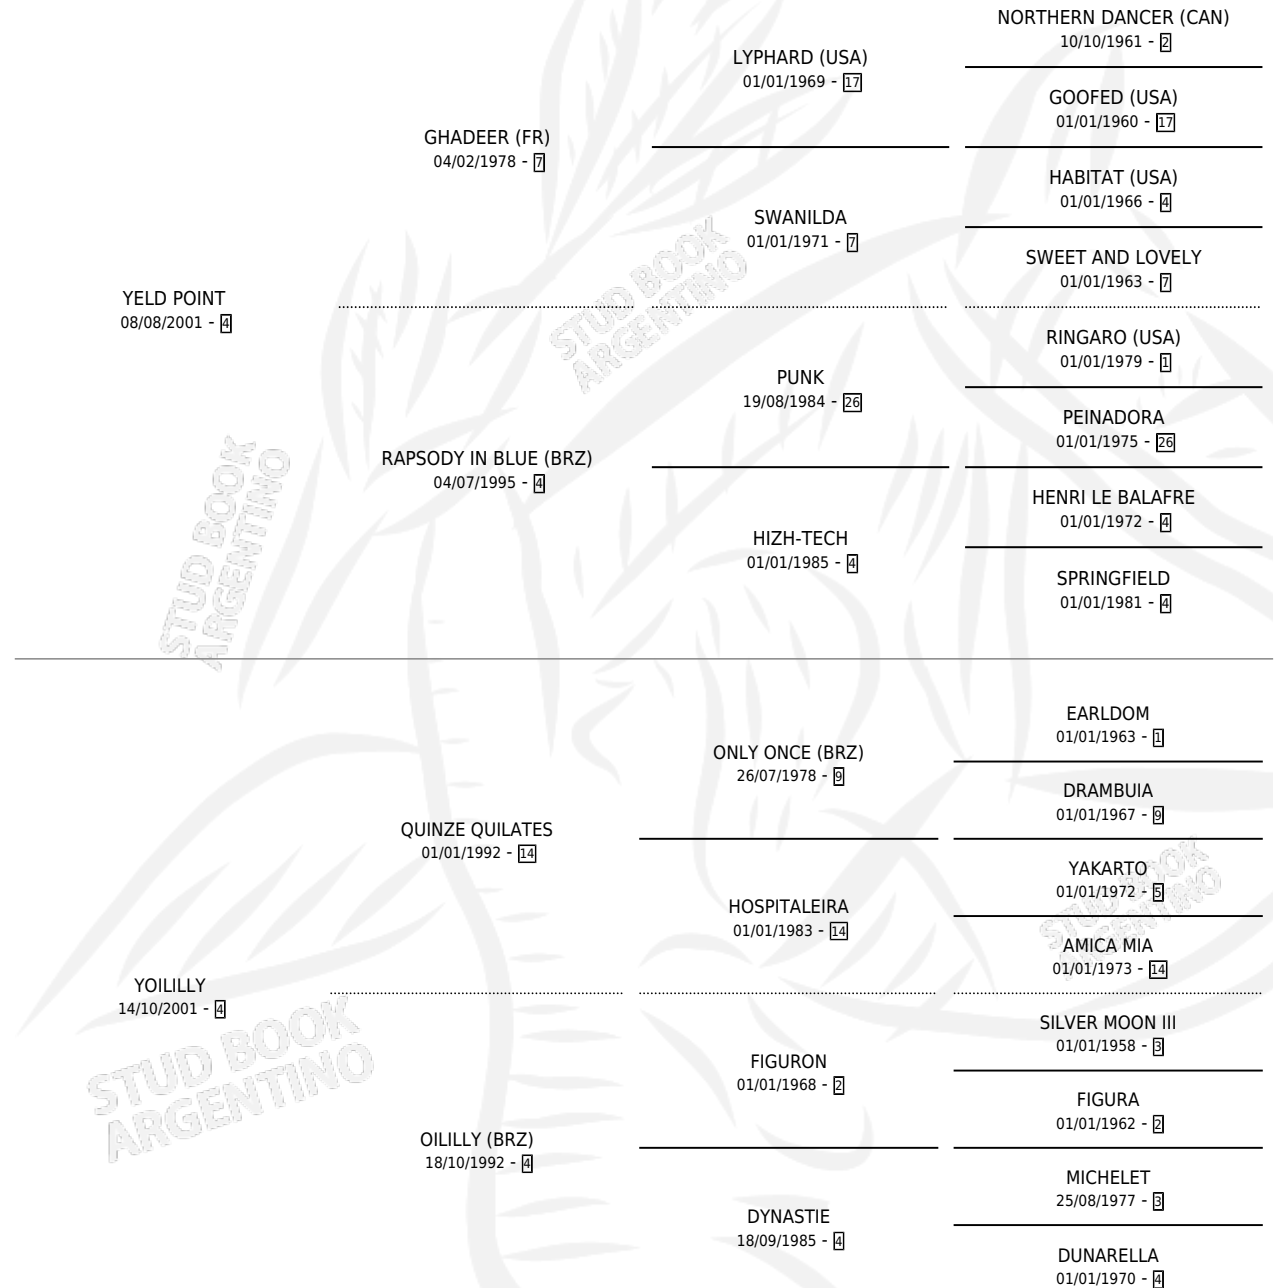 NORTHERN DANCER (CAN)
10/10/1961 - 2
LYPHARD (USA)
01/01/1969 - 17
GOOFED (USA)
01/01/1960 - 17
GHADEER (FR)
04/02/1978 - 7
HABITAT (USA)
01/01/1966 - 4
SWANILDA
01/01/1971 - 7
SWEET AND LOVELY
01/01/1963 - 7
YELD POINT
08/08/2001 - 4
RINGARO (USA)
01/01/1979 - 1
PUNK
19/08/1984 - 26
PEINADORA
01/01/1975 - 26
RAPSODY IN BLUE (BRZ)
04/07/1995 - 4
HENRI LE BALAFRE
01/01/1972 - 4
HIZH-TECH
01/01/1985 - 4
SPRINGFIELD
01/01/1981 - 4
STUD BOOK
ARGENTINO
STUD BOOK
ARGENTINO
EARLDOM
01/01/1963 - 1
ONLY ONCE (BRZ)
26/07/1978 - 9
DRAMBUIA
01/01/1967 - 9
QUINZE QUILATES
01/01/1992 - 14
YAKARTO
01/01/1972 - 5
HOSPITALEIRA
01/01/1983 - 14
AMICA MIA
01/01/1973 - 14
STUD BOOK
ARGENTINO
YOILILLY
14/10/2001 - 4
SILVER MOON III
01/01/1958 - 3
FIGURON
01/01/1968 - 2
FIGURA
01/01/1962 - 2
STUD BOOK
ARGENTINO
OILILLY (BRZ)
18/10/1992 - 4
MICHELET
25/08/1977 - 3
DYNASTIE
18/09/1985 - 4
DUNARELLA
01/01/1970 - 4